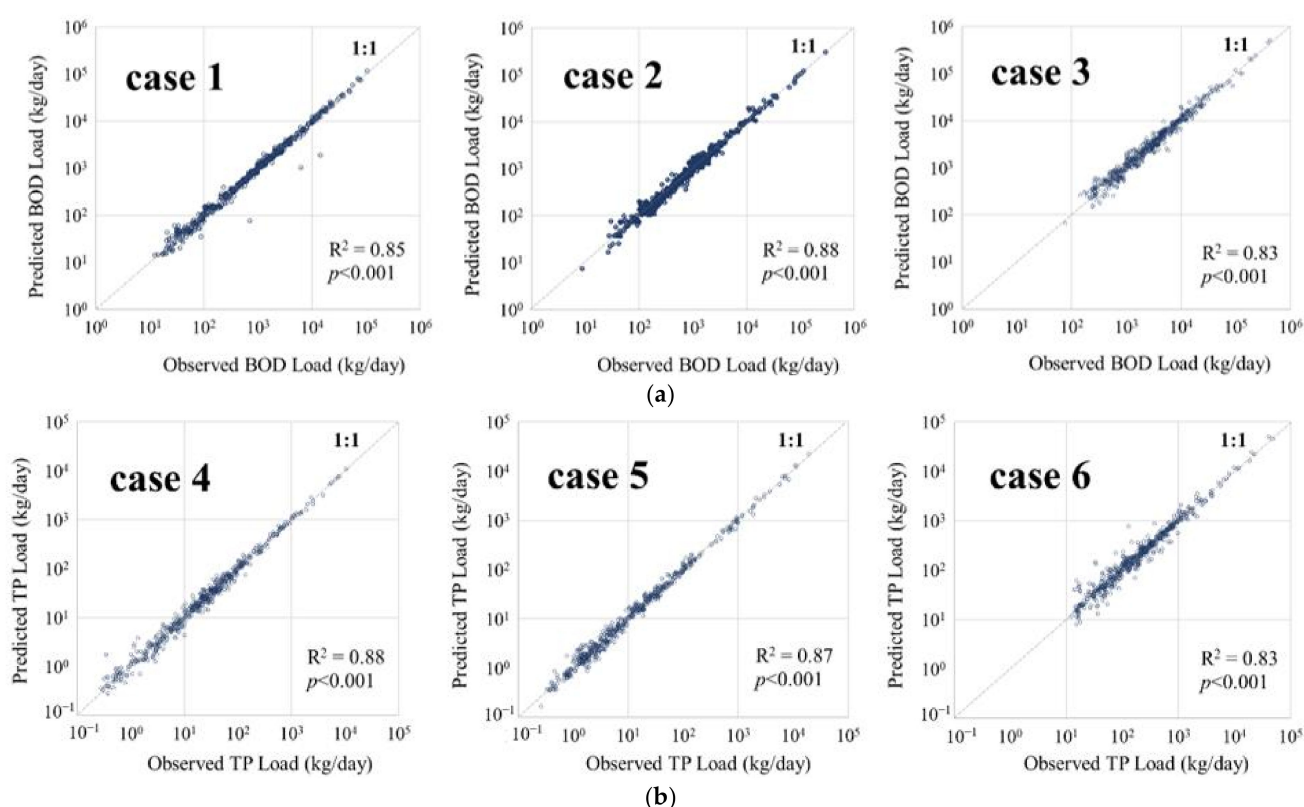 10⁶
10⁵
10⁴
10³
10²
10¹
10⁰
Predicted BOD Load (kg/day)
case 1
1:1
R² = 0.85
p<0.001
10⁰ 10¹ 10² 10³ 10⁴ 10⁵ 10⁶
Observed BOD Load (kg/day)
10⁶
10⁵
10⁴
10³
10²
10¹
10⁰
Predicted BOD Load (kg/day)
case 2
1:1
R² = 0.88
p<0.001
10⁰ 10¹ 10² 10³ 10⁴ 10⁵ 10⁶
Observed BOD Load (kg/day)
10⁶
10⁵
10⁴
10³
10²
10¹
10⁰
Predicted BOD Load (kg/day)
case 3
1:1
R² = 0.83
p<0.001
10⁰ 10¹ 10² 10³ 10⁴ 10⁵ 10⁶
Observed BOD Load (kg/day)
(a)
10⁵
10⁴
10³
10²
10¹
10⁰
10⁻¹
Predicted TP Load (kg/day)
case 4
1:1
R² = 0.88
p<0.001
10⁻¹ 10⁰ 10¹ 10² 10³ 10⁴ 10⁵
Observed TP Load (kg/day)
10⁵
10⁴
10³
10²
10¹
10⁰
10⁻¹
Predicted TP Load (kg/day)
case 5
1:1
R² = 0.87
p<0.001
10⁻¹ 10⁰ 10¹ 10² 10³ 10⁴ 10⁵
Observed TP Load (kg/day)
10⁵
10⁴
10³
10²
10¹
10⁰
10⁻¹
Predicted TP Load (kg/day)
case 6
1:1
R² = 0.83
p<0.001
10⁻¹ 10⁰ 10¹ 10² 10³ 10⁴ 10⁵
Observed TP Load (kg/day)
(b)